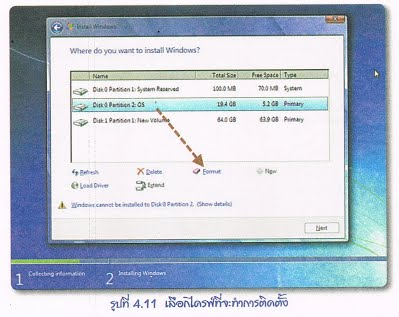 Install Windows
Where do you want to install Windows?
Name Total Size Free Space Type
Disk 0 Partition 1: System Reserved 100.0 MB 70.0 MB System
Disk 0 Partition 2: OS 19.4 GB 5.2 GB Primary
Disk 1 Partition 1: New Volume 64.0 GB 63.9 GB Primary
Refresh Delete Format New
Load Driver Extend
Windows cannot be installed to Disk 0 Partition 2. (Show details)
Next
1 Collecting information 2 Installing Windows
รูปที่ 4.11 เลือกไดรฟ์ที่จะทำการติดตั้ง